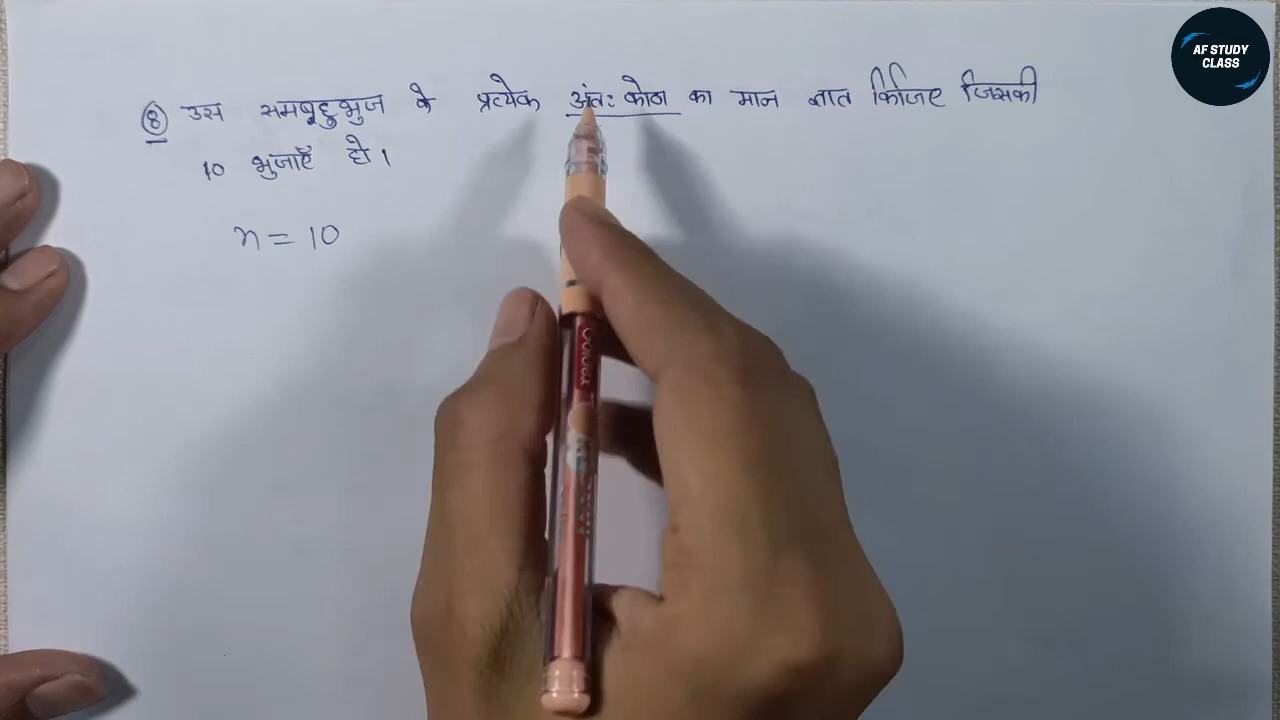 AF STUDY
CLASS
8 उस समबहुभुज के प्रत्येक अंतः कोण का मान ज्ञात किजिए जिसकी
10 भुजाएँ हो।
n = 10